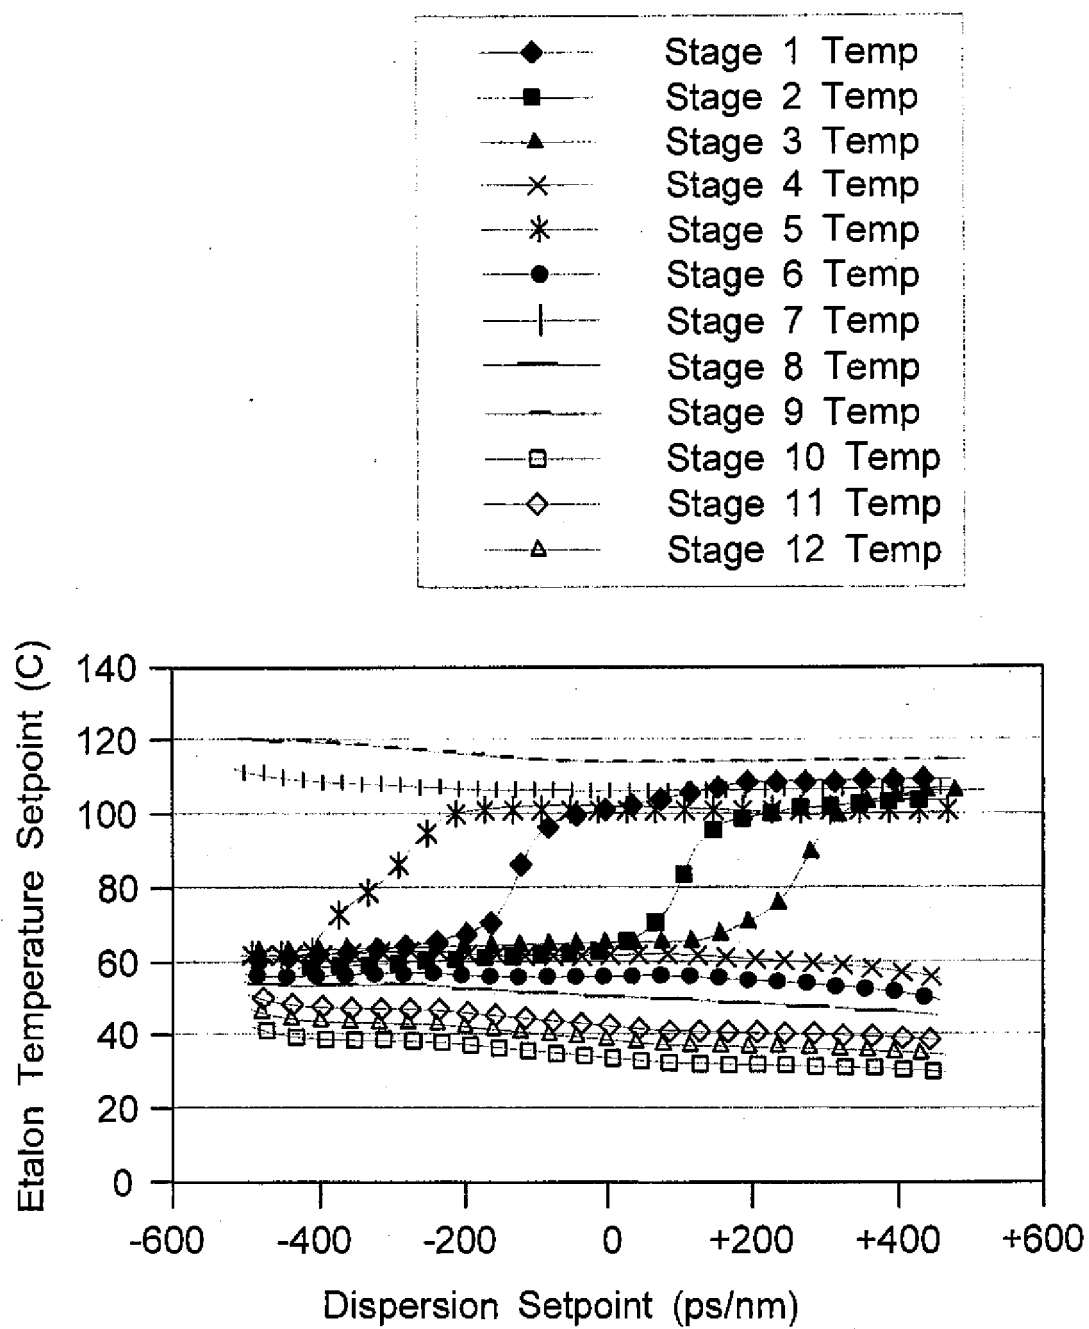 Stage 1 Temp
Stage 2 Temp
Stage 3 Temp
Stage 4 Temp
Stage 5 Temp
Stage 6 Temp
Stage 7 Temp
Stage 8 Temp
Stage 9 Temp
Stage 10 Temp
Stage 11 Temp
Stage 12 Temp
Etalon Temperature Setpoint (C)
140
120
100
80
60
40
20
0
-600 -400 -200 0 +200 +400 +600
Dispersion Setpoint (ps/nm)